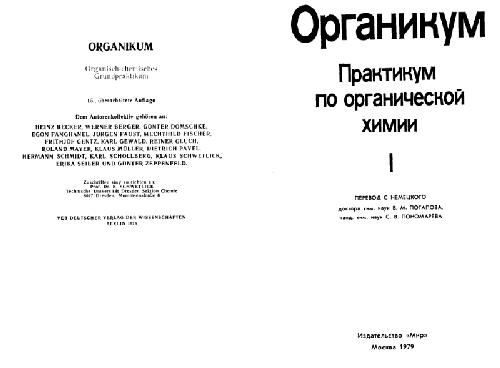 ORGANIKUM
Organisch-chemisches
Grundpraktikum
15., überarbeitete Auflage
Dem Autorenkollektiv gehören an:
HEINZ BECKER, WERNER BERGER, GÜNTER DOMSCHKE,
EGON FANGHÄNEL, JÜRGEN FAUST, MECHTHILD FISCHER,
FRITHJOF GENTZ, KARL GEWALD, REINER GLUCH,
ROLAND MAYER, KLAUS MÜLLER, DIETRICH PAVEL,
HERMANN SCHMIDT, KARL SCHOLLBERG, KLAUS SCHWETLICK,
ERIKA SEILER UND GÜNTER ZEPPENFELD.
Zuschriften sind zu richten an:
Prof. Dr. K. SCHWETLICK
Technische Universität Dresden, Sektion Chemie
Dresden, Mommsenstraße
VEB DEUTSCHER VERLAG DER WISSENSCHAFTEN
BERLIN
Органикум
Практикум
по органической
химии
I
ПЕРЕВОД С НЕМЕЦКОГО
доктора хим. наук В. М. ПОТАПОВА,
канд. хим. наук С. В. ПОНОМАРЕВА
Издательство «Мир»
Москва 1979